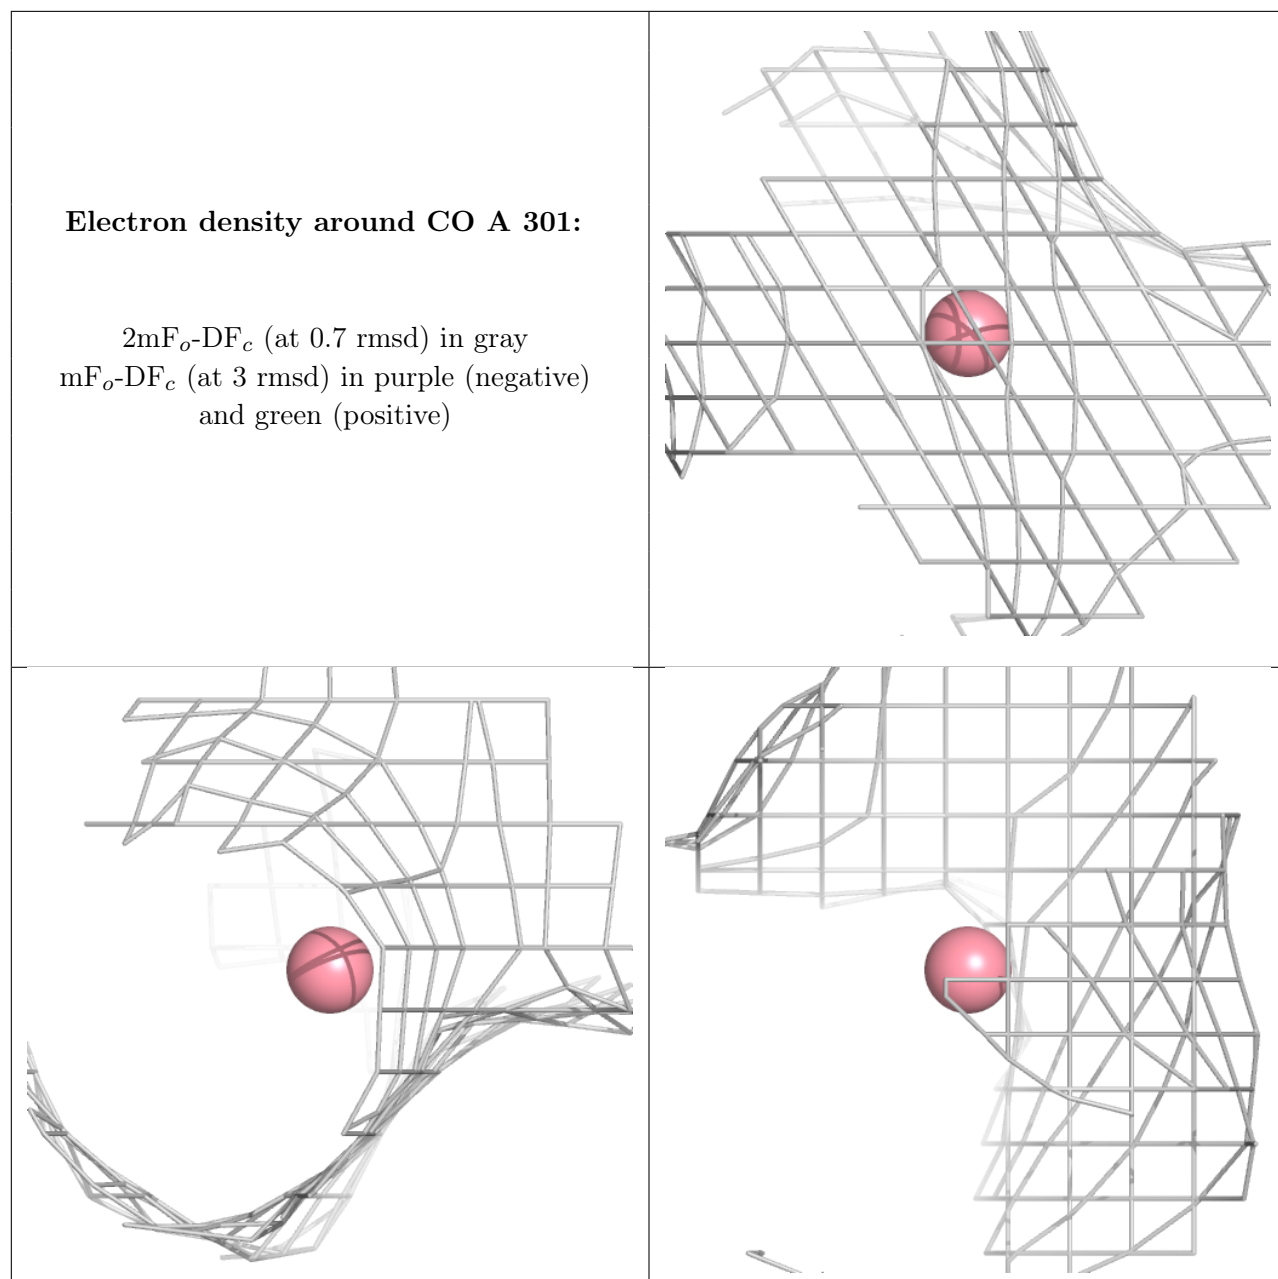 Electron density around CO A 301:
2mFo-DFc (at 0.7 rmsd) in gray
mFo-DFc (at 3 rmsd) in purple (negative)
and green (positive)